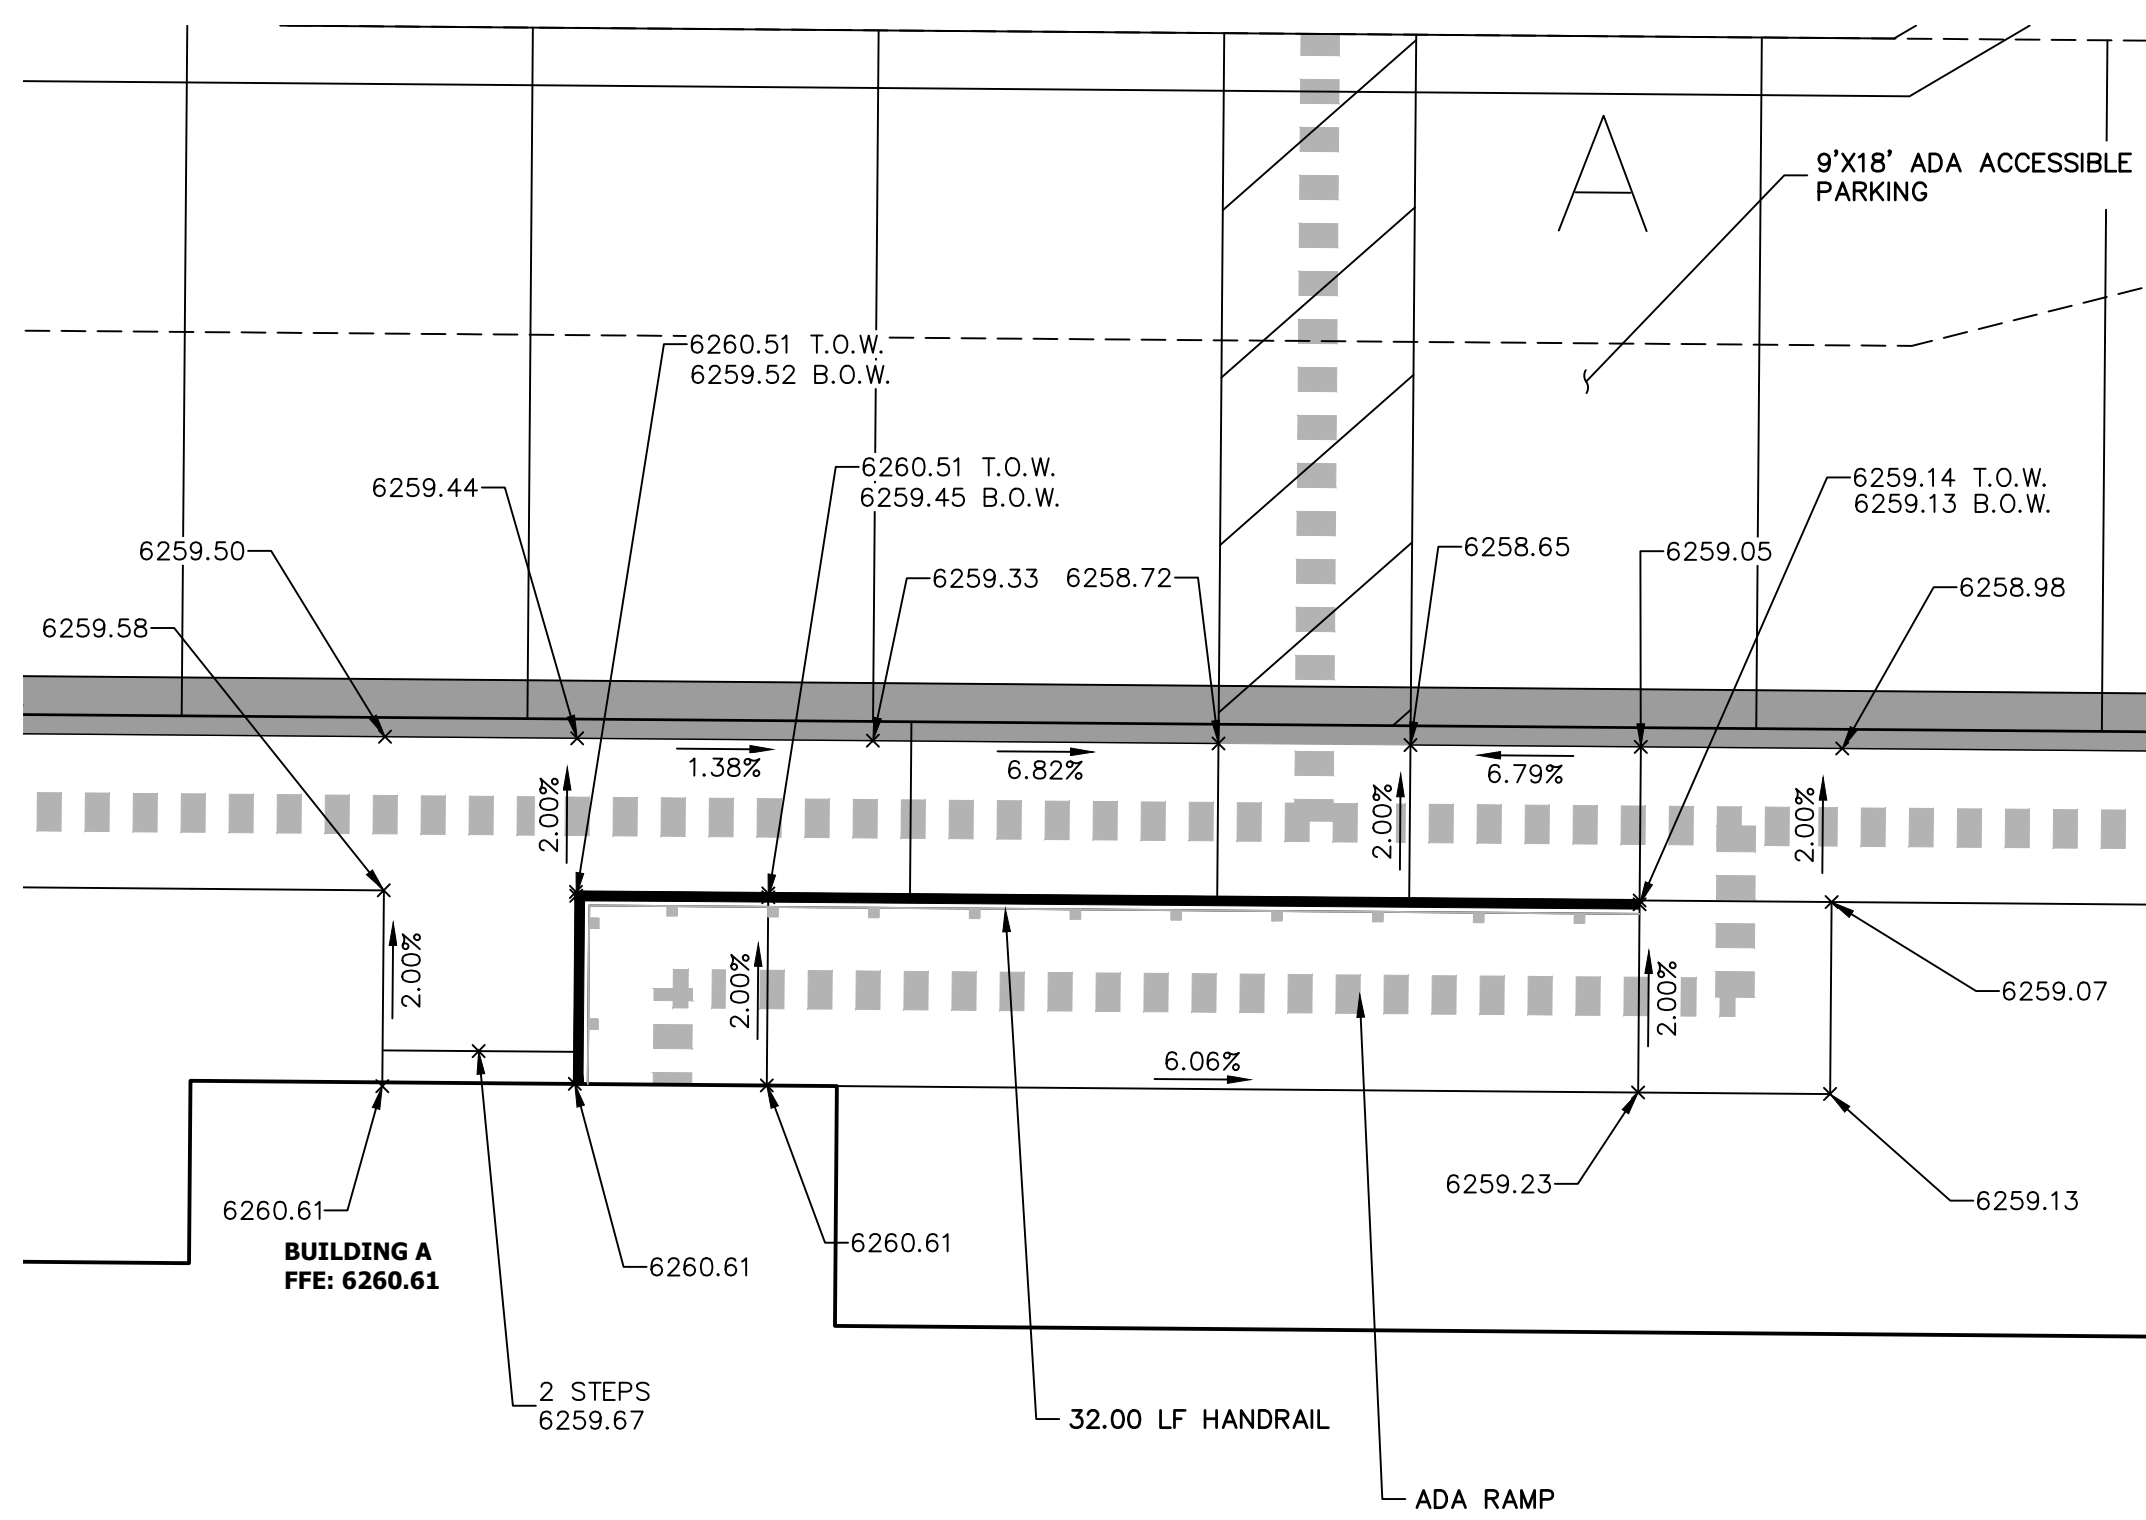 A
9'X18' ADA ACCESSIBLE
PARKING
6260.51 T.O.W.
6259.52 B.O.W.
6260.51 T.O.W.
6259.45 B.O.W.
6259.14 T.O.W.
6259.13 B.O.W.
6259.44
6259.50
6259.58
6259.33
6258.72
6258.65
6259.05
6258.98
1.38%
6.82%
6.79%
2.00%
2.00%
2.00%
2.00%
2.00%
2.00%
6259.07
6.06%
6259.23
6259.13
6260.61
BUILDING A
FFE: 6260.61
6260.61
6260.61
2 STEPS
6259.67
32.00 LF HANDRAIL
ADA RAMP